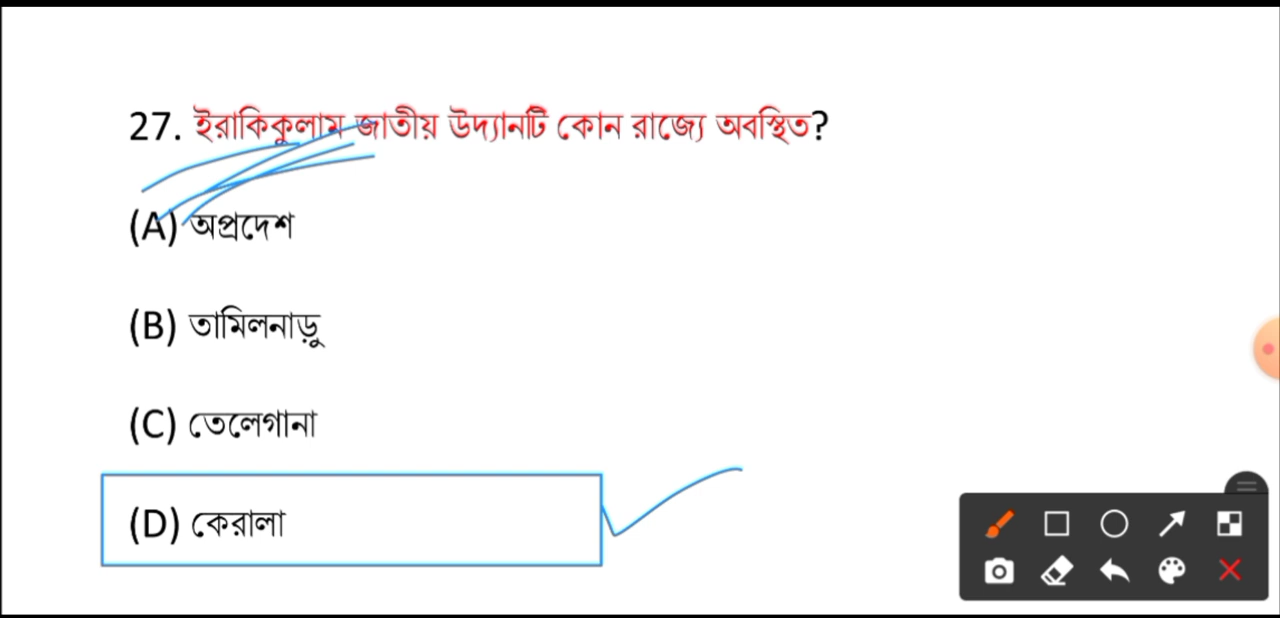 27. ইরাকিকুলাম জাতীয় উদ্যানটি কোন রাজ্যে অবস্থিত?
(A) অপ্রদেশ
(B) তামিলনাড়ু
(C) তেলেগানা
(D) কেরালা